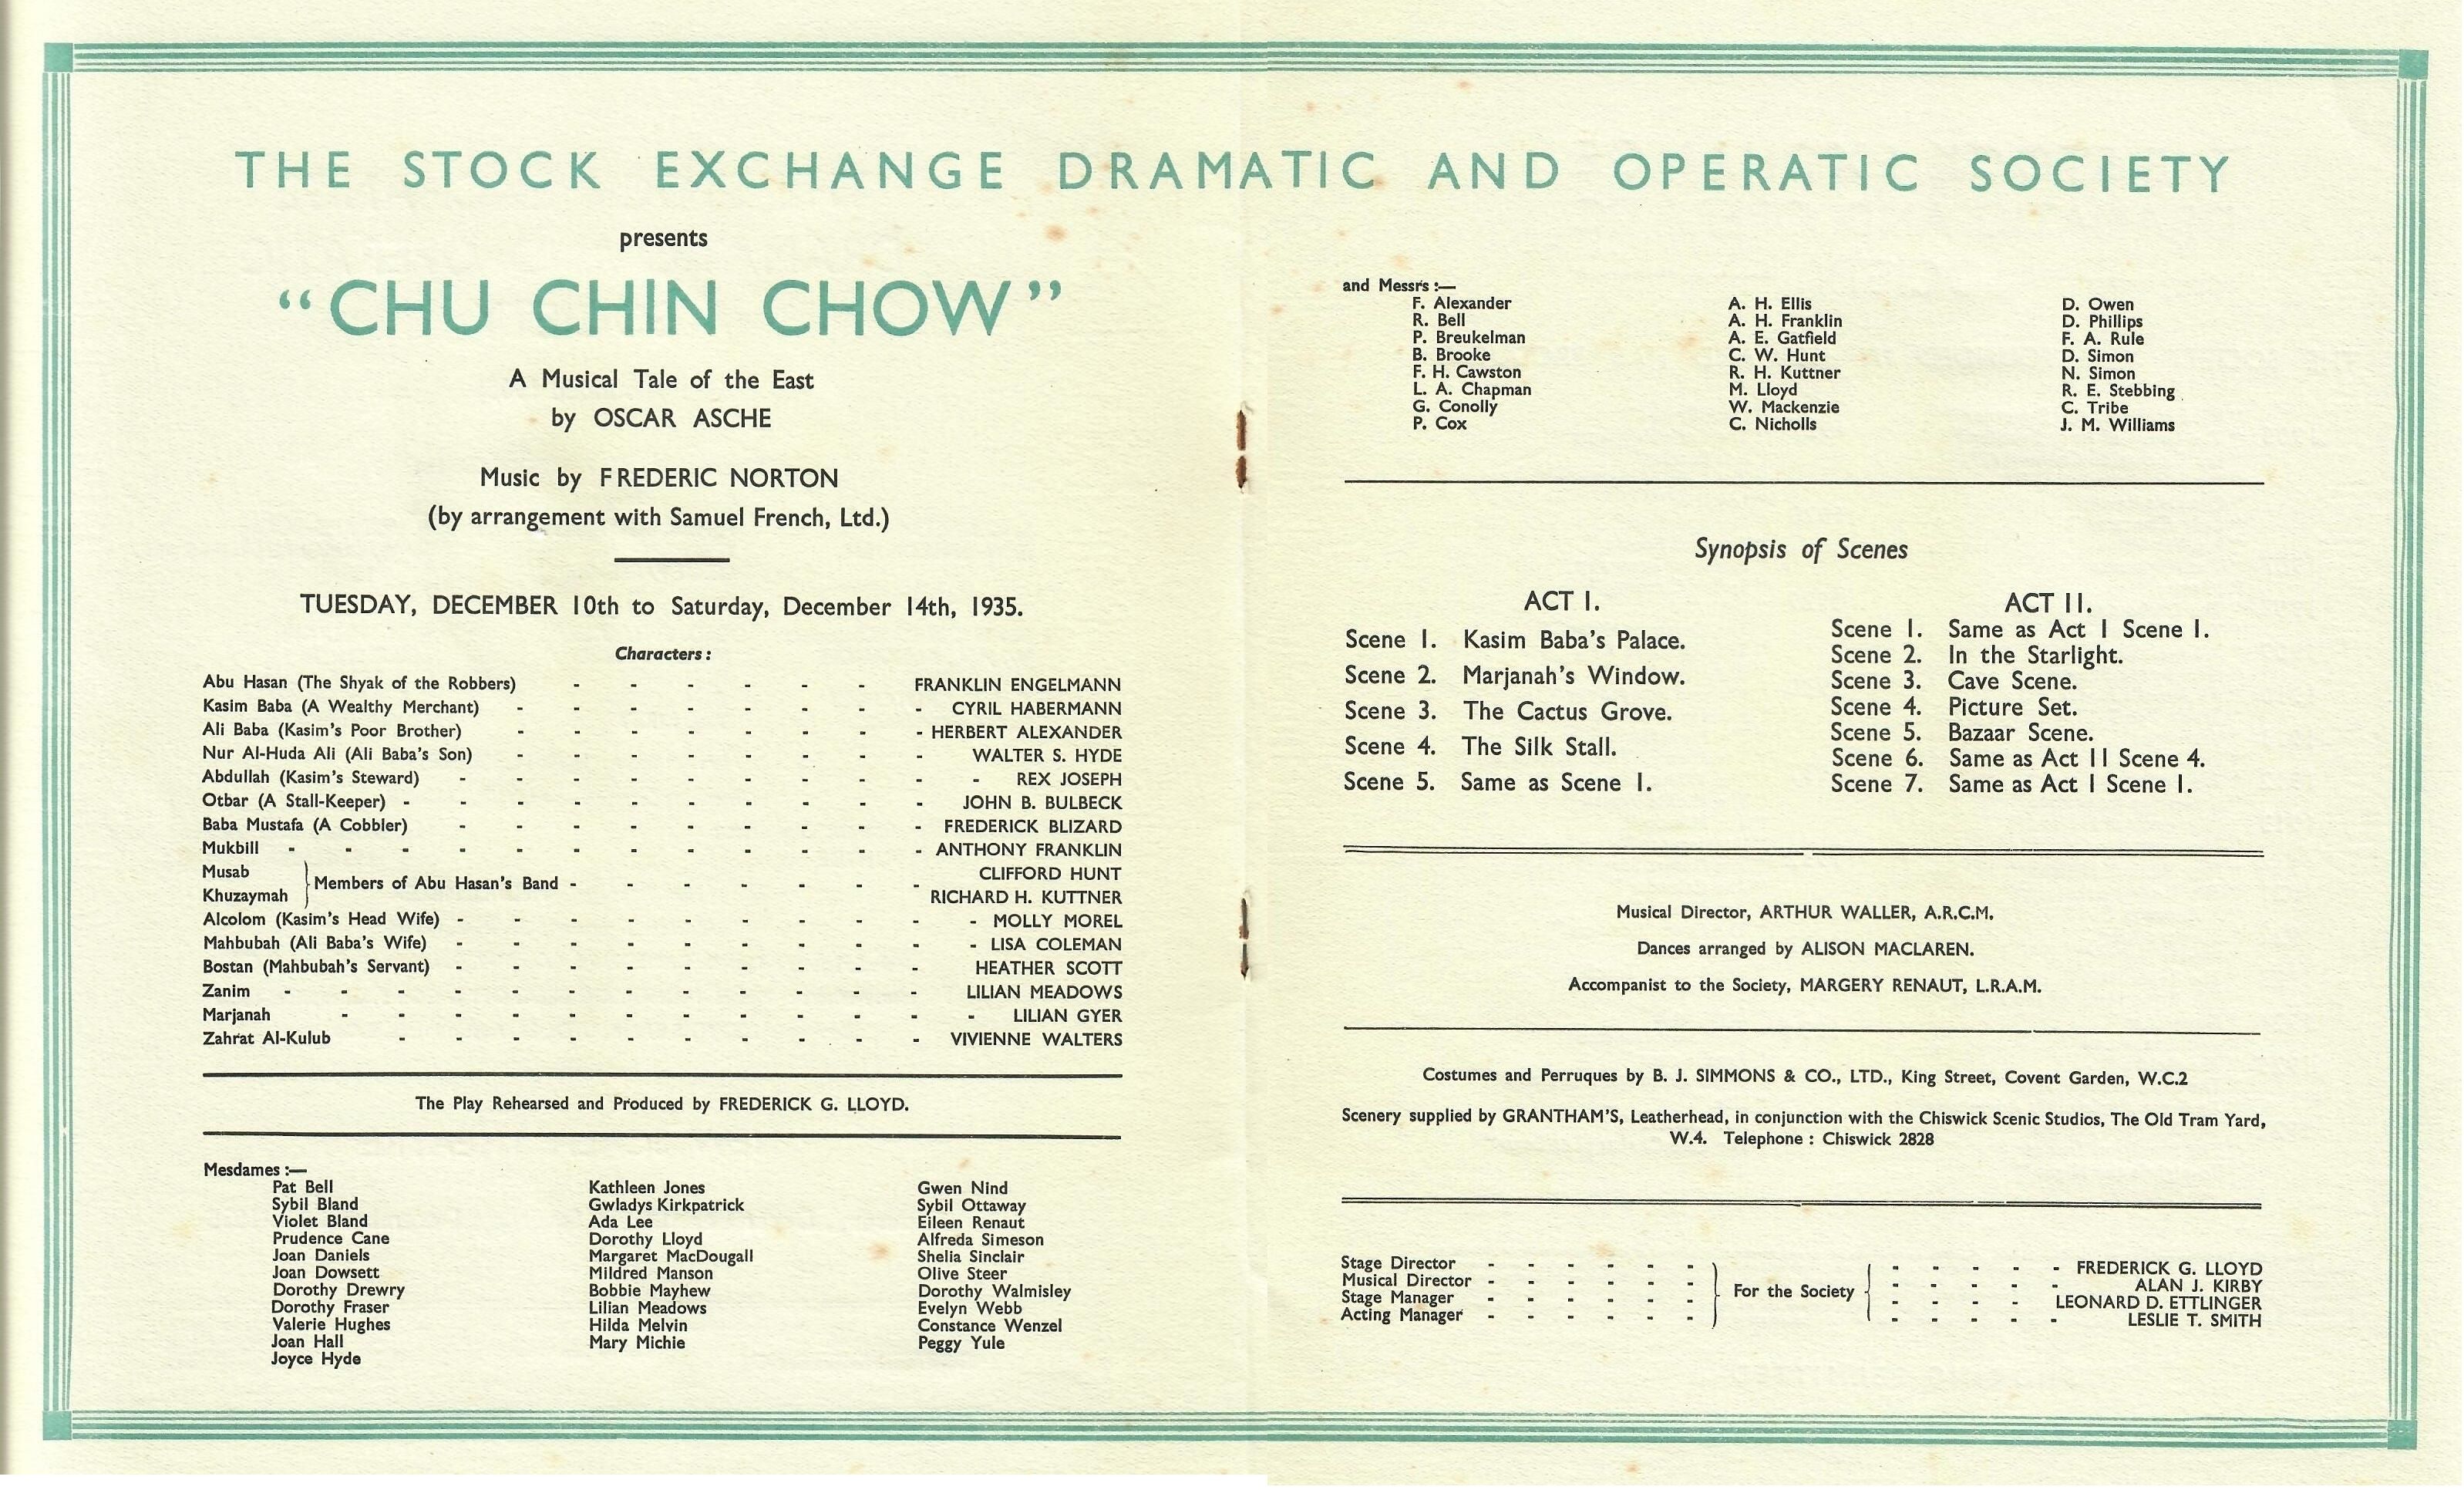 THE STOCK EXCHANGE DRAMATIC AND OPERATIC SOCIETY
presents
“CHU CHIN CHOW”
A Musical Tale of the East
by OSCAR ASCHE
Music by FREDERIC NORTON
(by arrangement with Samuel French, Ltd.)
TUESDAY, DECEMBER 10th to Saturday, December 14th, 1935.
Characters :
Abu Hasan (The Shyak of the Robbers) - - - - - - FRANKLIN ENGELMANN
Kasim Baba (A Wealthy Merchant) - - - - - - - - CYRIL HABERMANN
Ali Baba (Kasim’s Poor Brother) - - - - - - - - HERBERT ALEXANDER
Nur Al-Huda Ali (Ali Baba’s Son) - - - - - - - - WALTER S. HYDE
Abdullah (Kasim’s Steward) - - - - - - - - - - REX JOSEPH
Otbar (A Stall-Keeper) - - - - - - - - - - JOHN B. BULBECK
Baba Mustafa (A Cobbler) - - - - - - - - - FREDERICK BLIZARD
Mukbill - - - - - - - - - - - - ANTHONY FRANKLIN
Musab CLIFFORD HUNT
} Members of Abu Hasan’s Band - - - - - - -
Khuzaymah RICHARD H. KUTTNER
Alcolom (Kasim’s Head Wife) - - - - - - - - - - MOLLY MOREL
Mahbubah (Ali Baba’s Wife) - - - - - - - - - - LISA COLEMAN
Bostan (Mahbubah’s Servant) - - - - - - - - - HEATHER SCOTT
Zanim - - - - - - - - - - - - LILIAN MEADOWS
Marjanah - - - - - - - - - - - - LILIAN GYER
Zahrat Al-Kulub - - - - - - - - - - VIVIENNE WALTERS
The Play Rehearsed and Produced by FREDERICK G. LLOYD.
Mesdames :—
Pat Bell
Sybil Bland
Violet Bland
Prudence Cane
Joan Daniels
Joan Dowsett
Dorothy Drewry
Dorothy Fraser
Valerie Hughes
Joan Hall
Joyce Hyde
Kathleen Jones
Gwladys Kirkpatrick
Ada Lee
Dorothy Lloyd
Margaret MacDougall
Mildred Manson
Bobbie Mayhew
Lilian Meadows
Hilda Melvin
Mary Michie
Gwen Nind
Sybil Ottaway
Eileen Renaut
Alfreda Simeson
Shelia Sinclair
Olive Steer
Dorothy Walmisley
Evelyn Webb
Constance Wenzel
Peggy Yule
and Messrs :—
F. Alexander
R. Bell
P. Breukelman
B. Brooke
F. H. Cawston
L. A. Chapman
G. Conolly
P. Cox
A. H. Ellis
A. H. Franklin
A. E. Gatfield
C. W. Hunt
R. H. Kuttner
M. Lloyd
W. Mackenzie
C. Nicholls
D. Owen
D. Phillips
F. A. Rule
D. Simon
N. Simon
R. E. Stebbing
C. Tribe
J. M. Williams
Synopsis of Scenes
ACT I.
Scene 1. Kasim Baba’s Palace.
Scene 2. Marjanah’s Window.
Scene 3. The Cactus Grove.
Scene 4. The Silk Stall.
Scene 5. Same as Scene 1.
ACT II.
Scene 1. Same as Act I Scene 1.
Scene 2. In the Starlight.
Scene 3. Cave Scene.
Scene 4. Picture Set.
Scene 5. Bazaar Scene.
Scene 6. Same as Act II Scene 4.
Scene 7. Same as Act I Scene 1.
Musical Director, ARTHUR WALLER, A.R.C.M.
Dances arranged by ALISON MACLAREN.
Accompanist to the Society, MARGERY RENAUT, L.R.A.M.
Costumes and Perruques by B. J. SIMMONS & CO., LTD., King Street, Covent Garden, W.C.2
Scenery supplied by GRANTHAM’S, Leatherhead, in conjunction with the Chiswick Scenic Studios, The Old Tram Yard,
W.4. Telephone : Chiswick 2828
Stage Director - - - - - - - - - - - FREDERICK G. LLOYD
Musical Director - - - - - - - - - - - ALAN J. KIRBY
} For the Society {
Stage Manager - - - - - - - - - - LEONARD D. ETTLINGER
Acting Manager - - - - - - - - - - - LESLIE T. SMITH